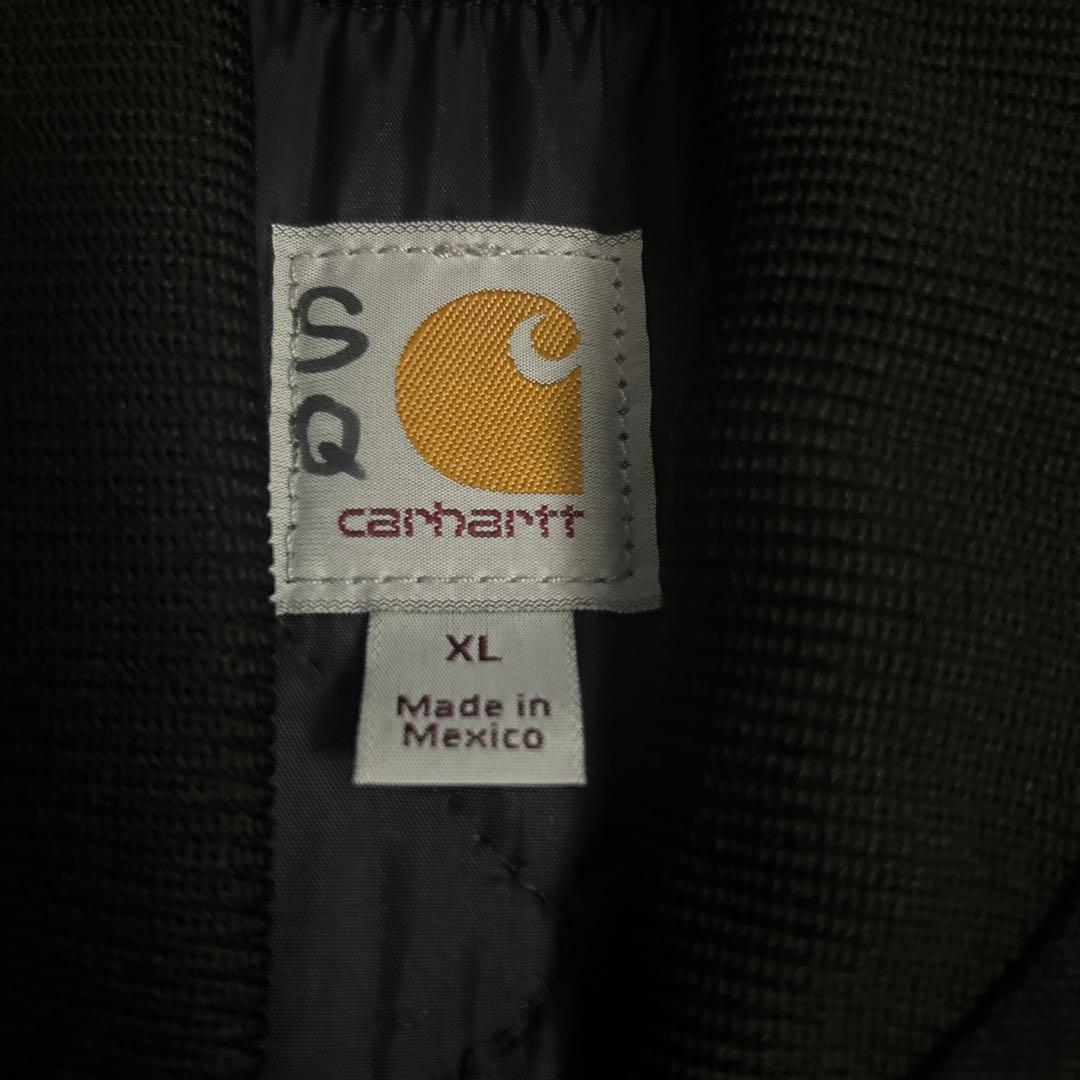 S
Q
carhartt
XL
Made in
Mexico